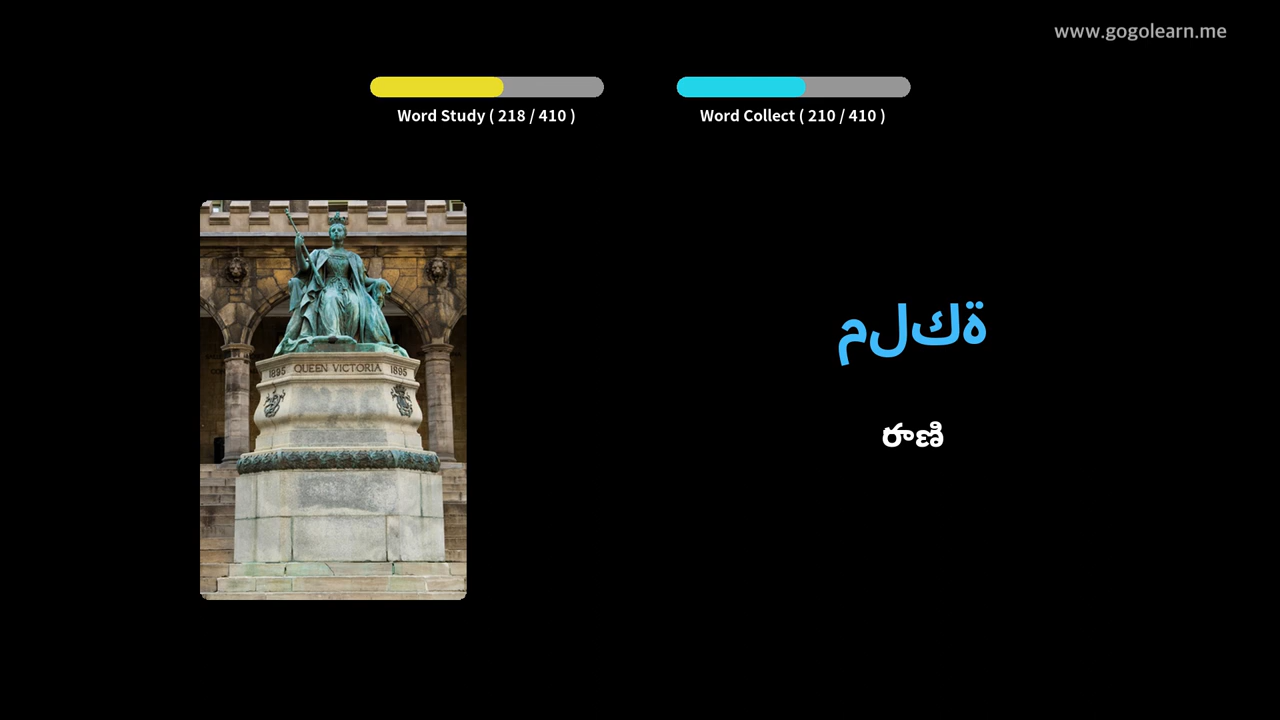 www.gogolearn.me
Word Study ( 218 / 410 )
Word Collect ( 210 / 410 )
1895 QUEEN VICTORIA 1895
ملكة
రాణి